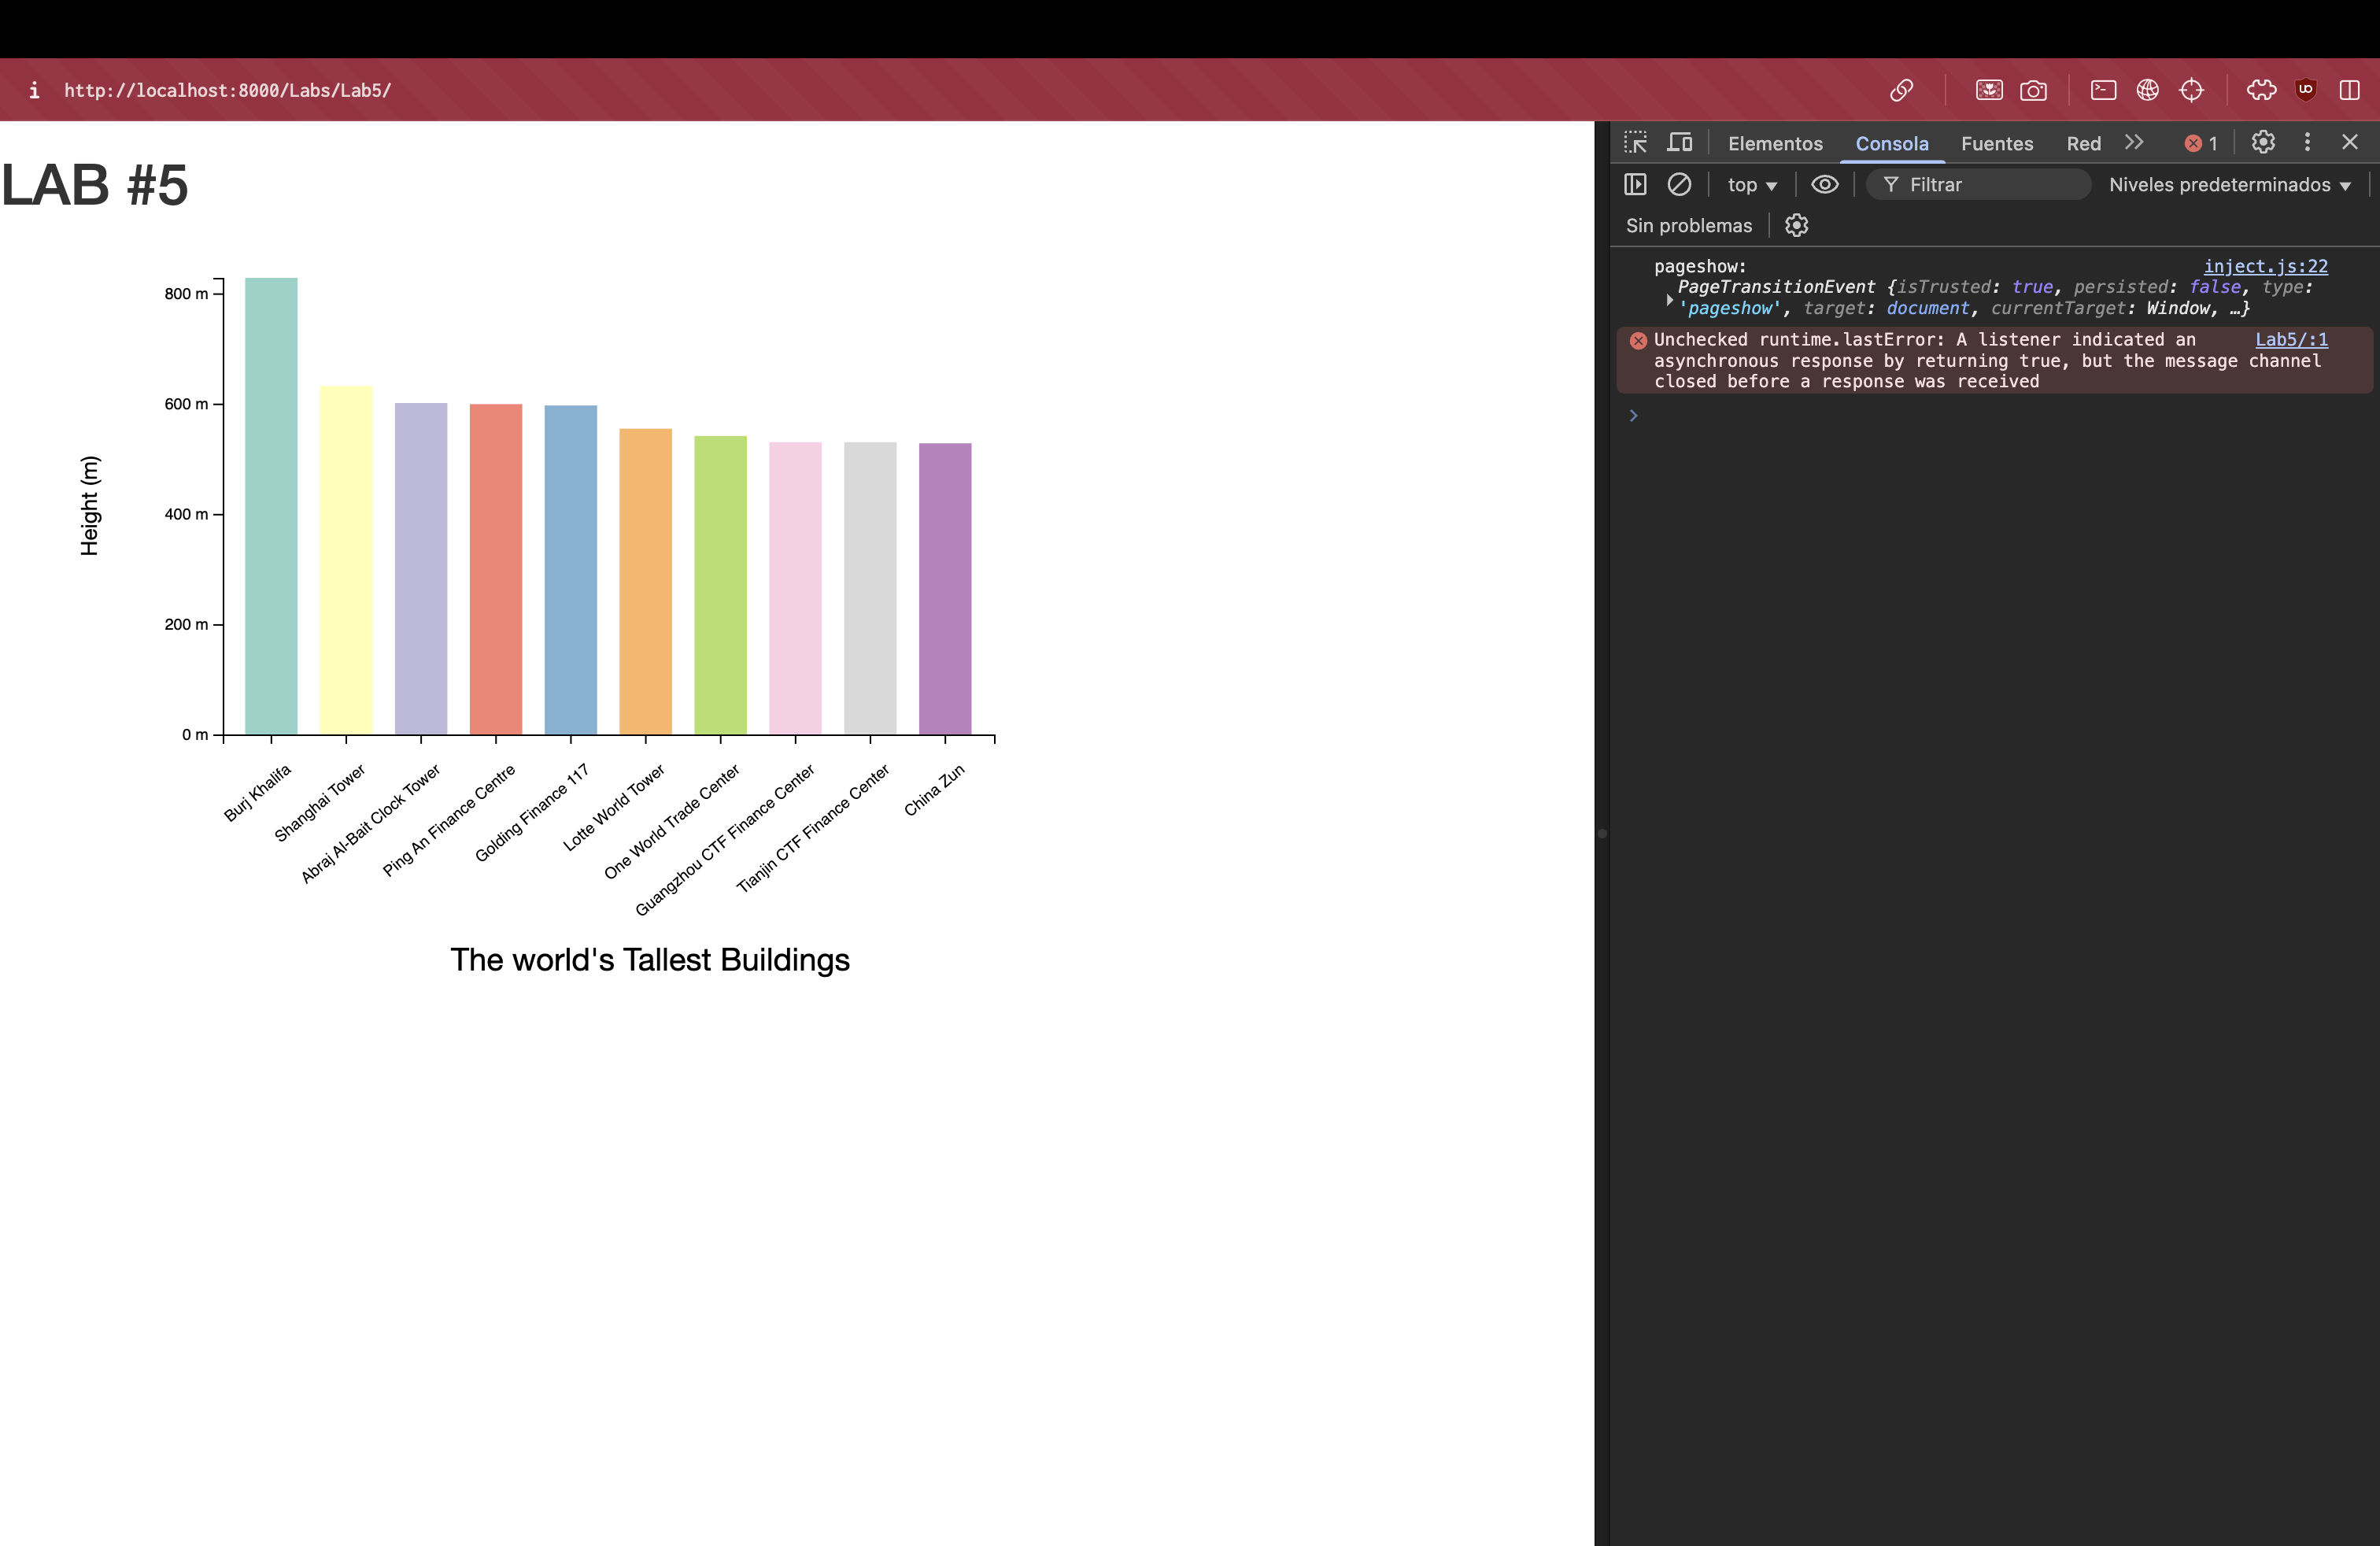 i http://localhost:8000/Labs/Lab5/
LAB #5
800 m
600 m
400 m
200 m
0 m
Height (m)
Burj Khalifa
Shanghai Tower
Abraj Al-Bait Clock Tower
Ping An Finance Centre
Golding Finance 117
Lotte World Tower
One World Trade Center
Guangzhou CTF Finance Center
Tianjin CTF Finance Center
China Zun
The world's Tallest Buildings
Elementos Consola Fuentes Red 1
top Filtrar Niveles predeterminados
Sin problemas
pageshow: inject.js:22
PageTransitionEvent {isTrusted: true, persisted: false, type:
'pageshow', target: document, currentTarget: Window, …}
Unchecked runtime.lastError: A listener indicated an Lab5/:1
asynchronous response by returning true, but the message channel
closed before a response was received